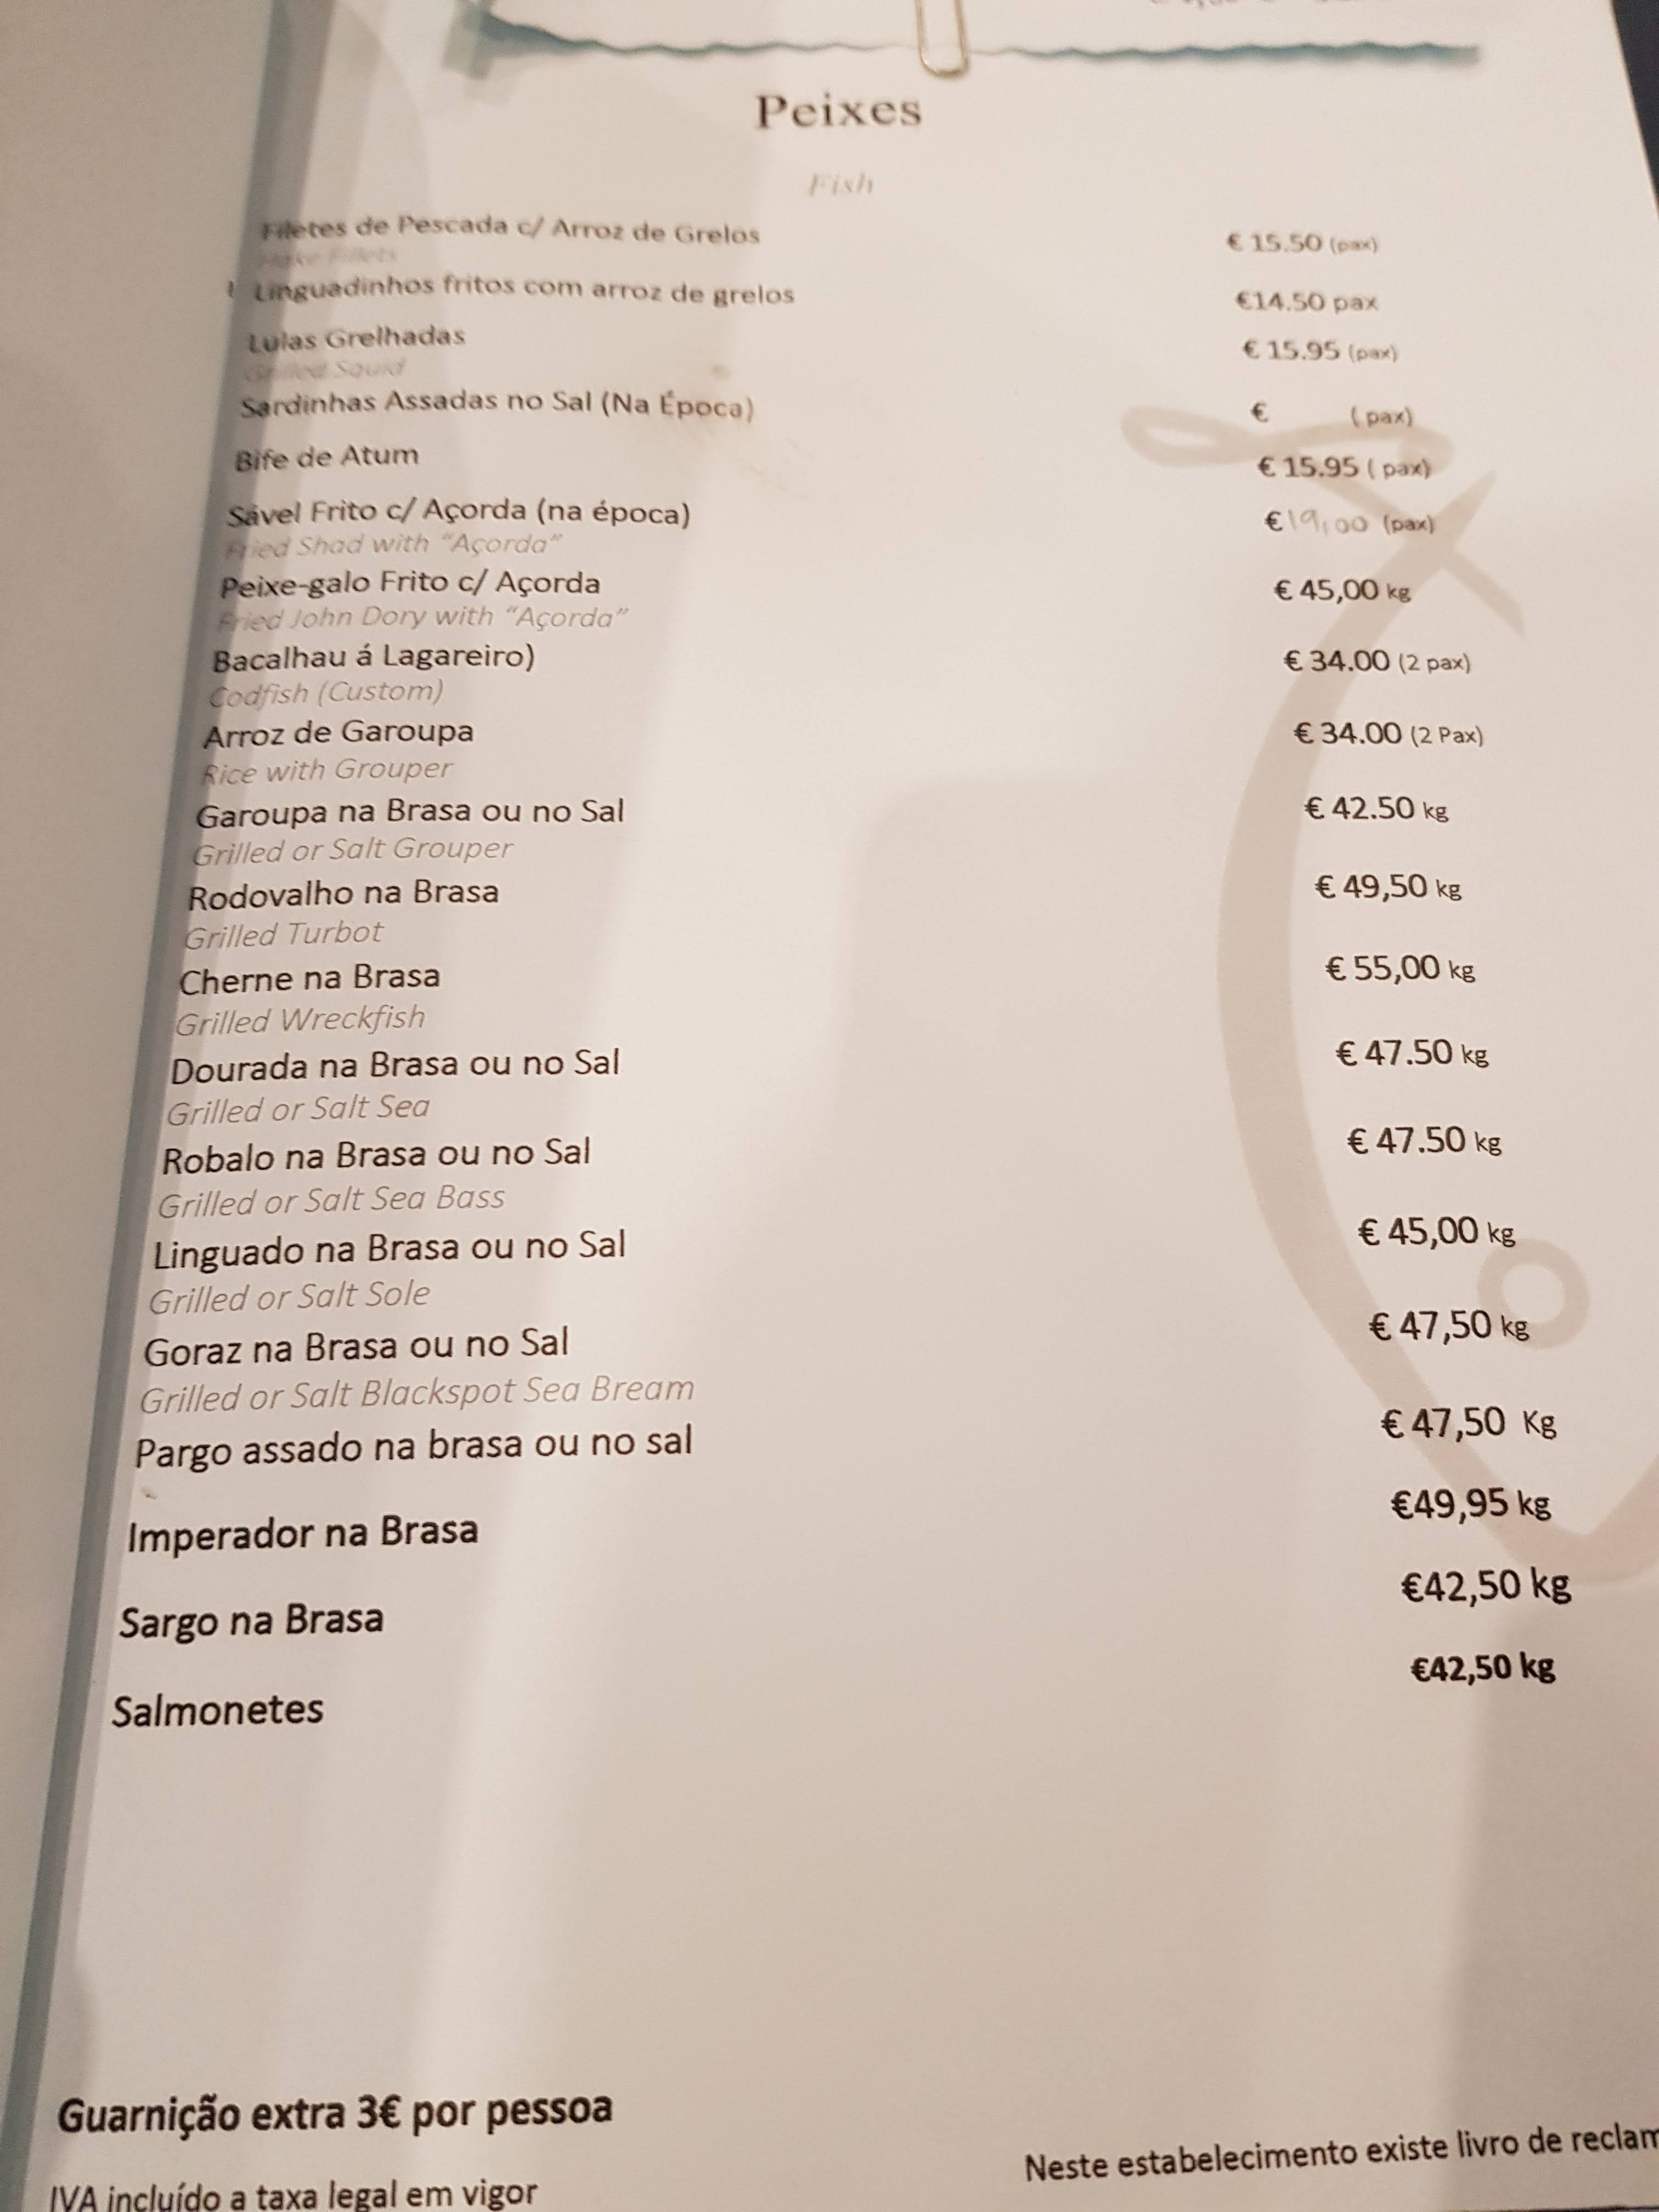 Peixes
Fish
Filetes de Pescada c/ Arroz de Grelos € 15.50 (pax)
Hake Fillets
Linguadinhos fritos com arroz de grelos €14.50 pax
Lulas Grelhadas € 15.95 (pax)
Grilled Squid
Sardinhas Assadas no Sal (Na Época) € ( pax)
Bife de Atum € 15.95 ( pax)
Sável Frito c/ Açorda (na época) €19,00 (pax)
Fried Shad with “Açorda”
Peixe-galo Frito c/ Açorda € 45,00 kg
Fried John Dory with “Açorda”
Bacalhau á Lagareiro) € 34.00 (2 pax)
Codfish (Custom)
Arroz de Garoupa € 34.00 (2 Pax)
Rice with Grouper
Garoupa na Brasa ou no Sal € 42.50 kg
Grilled or Salt Grouper
Rodovalho na Brasa € 49,50 kg
Grilled Turbot
Cherne na Brasa € 55,00 kg
Grilled Wreckfish
Dourada na Brasa ou no Sal € 47.50 kg
Grilled or Salt Sea
Robalo na Brasa ou no Sal € 47.50 kg
Grilled or Salt Sea Bass
Linguado na Brasa ou no Sal € 45,00 kg
Grilled or Salt Sole
Goraz na Brasa ou no Sal € 47,50 kg
Grilled or Salt Blackspot Sea Bream
Pargo assado na brasa ou no sal € 47,50 Kg
Imperador na Brasa €49,95 kg
Sargo na Brasa €42,50 kg
Salmonetes €42,50 kg
Guarnição extra 3€ por pessoa
Neste estabelecimento existe livro de reclam
IVA incluído a taxa legal em vigor